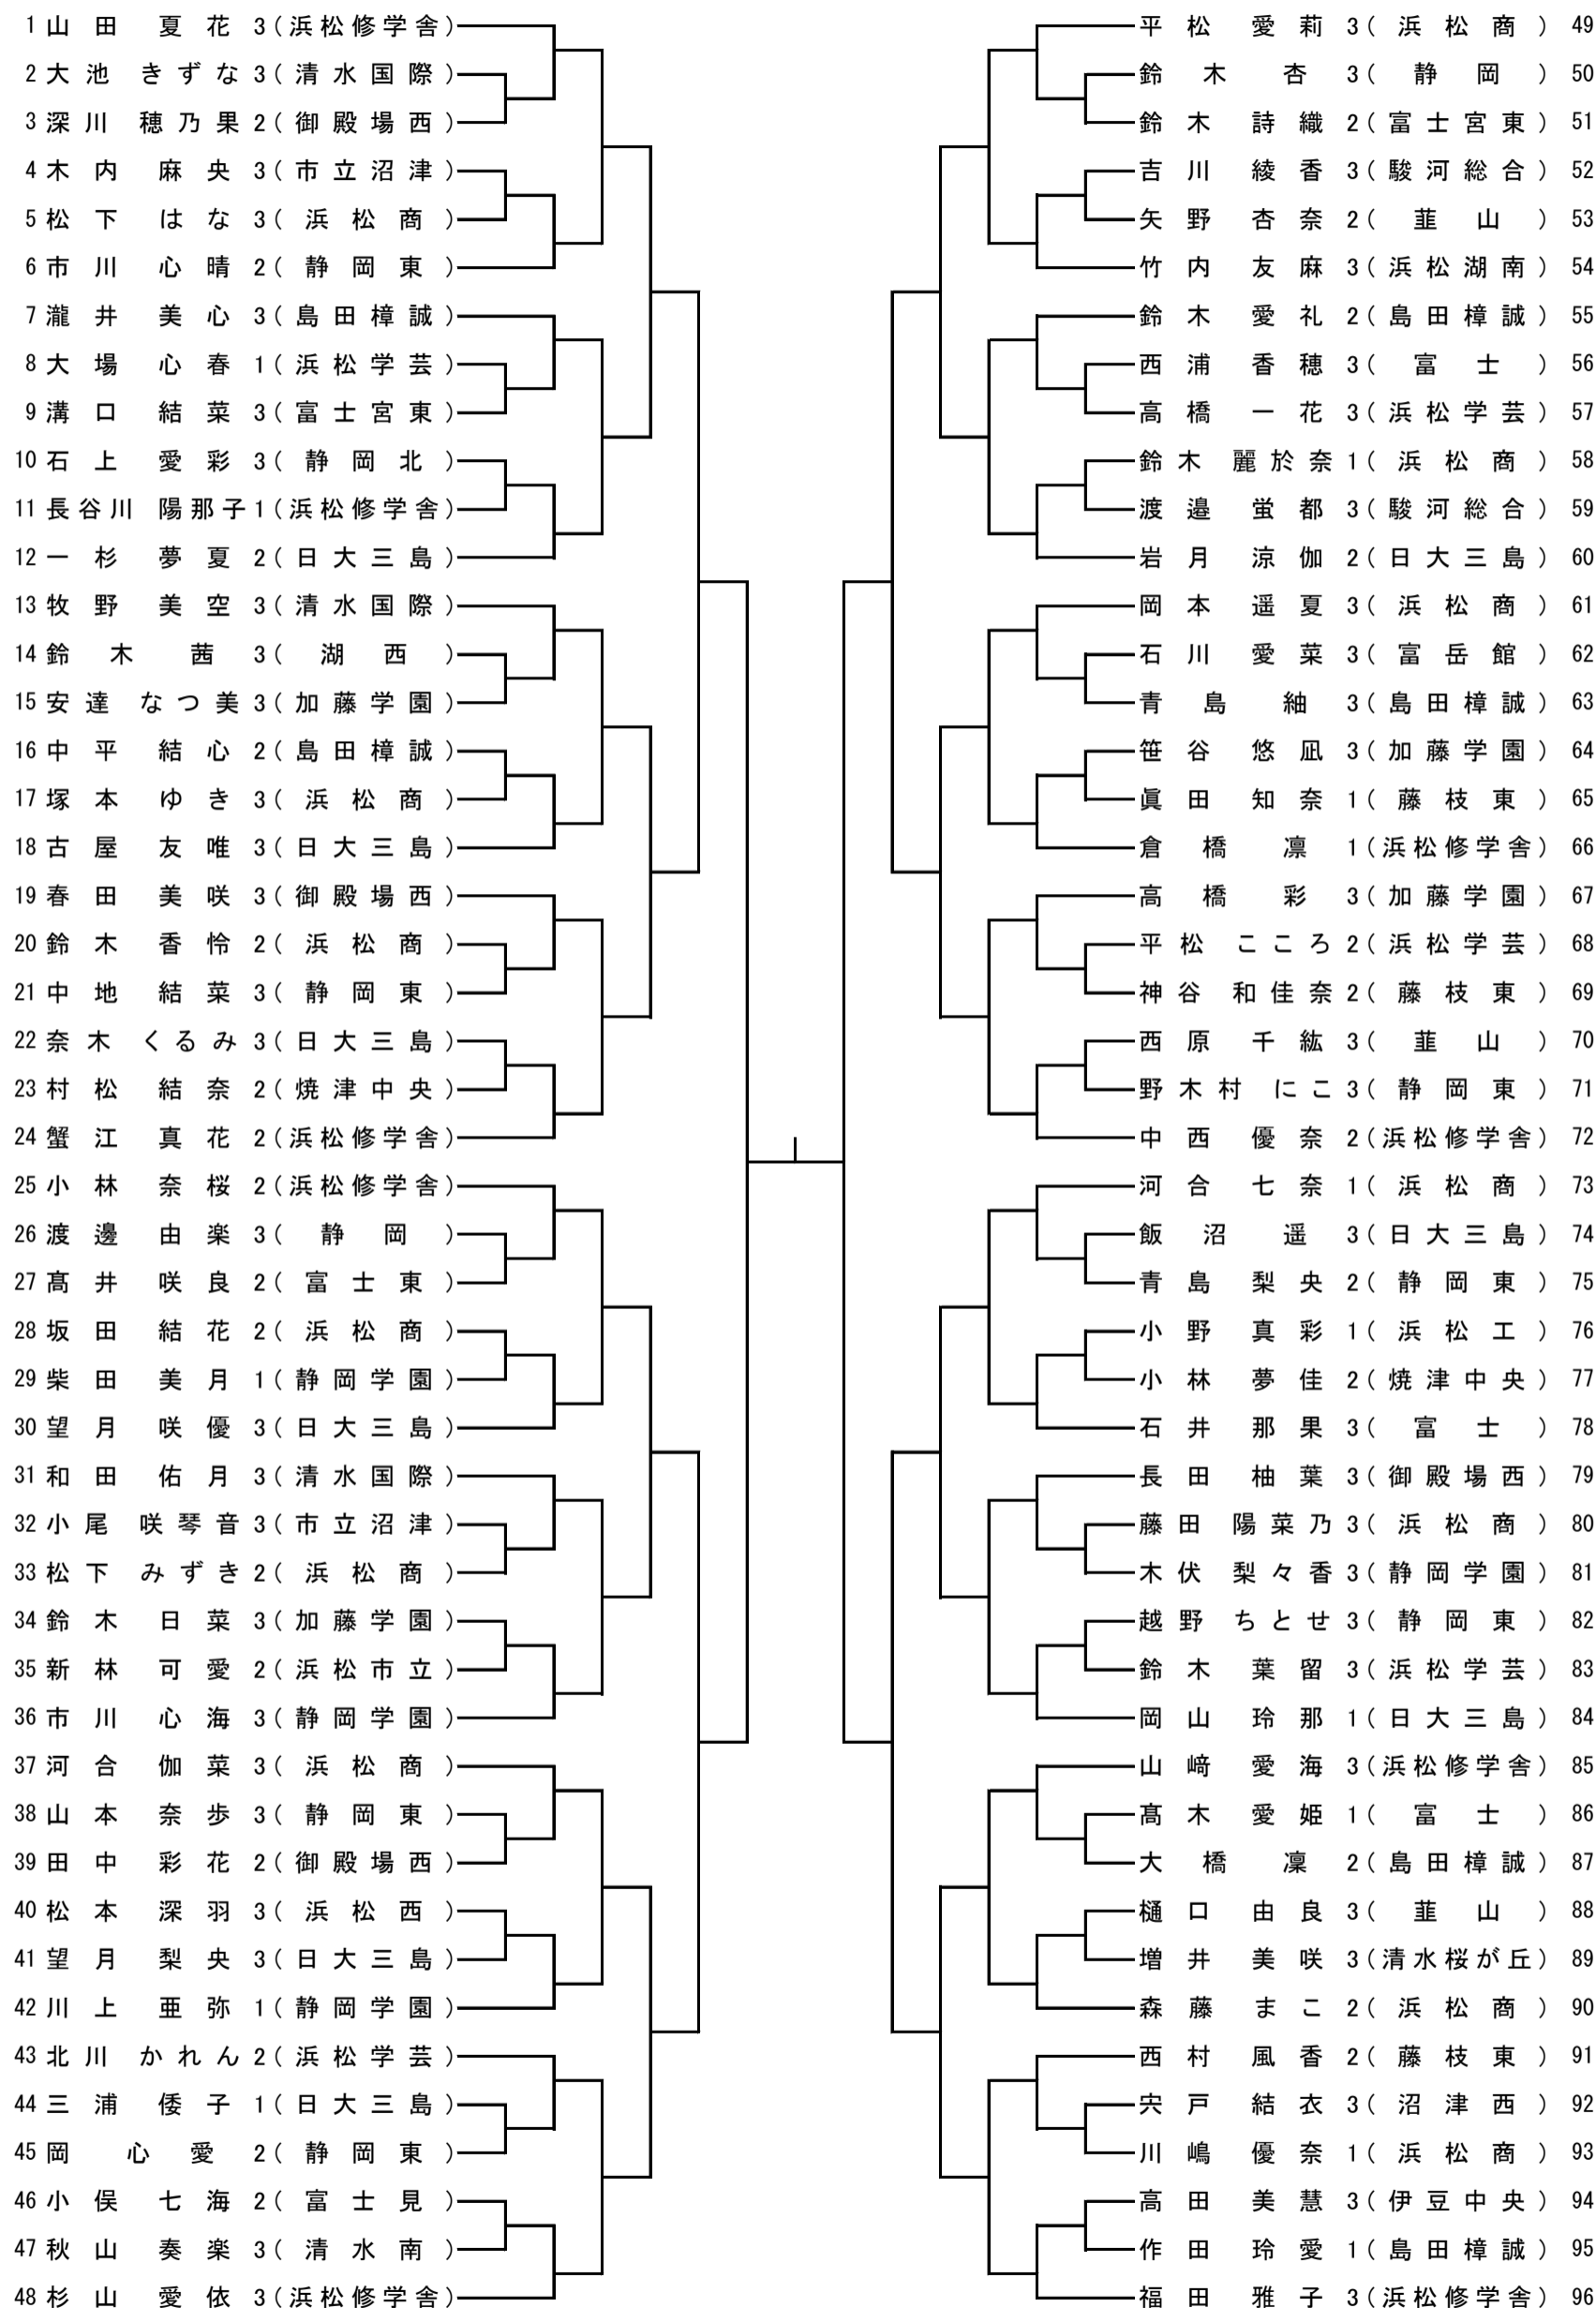 1 山田 夏花 3(浜松修学舎)
2 大池 きずな 3(清水国際)
3 深川 穂乃果 2(御殿場西)
4 木内 麻央 3(市立沼津)
5 松下 はな 3(浜松商)
6 市川 心晴 2(静岡東)
7 瀧井 美心 3(島田樟誠)
8 大場 心春 1(浜松学芸)
9 溝口 結菜 3(富士宮東)
10 石上 愛彩 3(静岡北)
11 長谷川 陽那子 1(浜松修学舎)
12 一杉 夢夏 2(日大三島)
13 牧野 美空 3(清水国際)
14 鈴木 茜 3(湖西)
15 安達 なつ美 3(加藤学園)
16 中平 結心 2(島田樟誠)
17 塚本 ゆき 3(浜松商)
18 古屋 友唯 3(日大三島)
19 春田 美咲 3(御殿場西)
20 鈴木 香怜 2(浜松商)
21 中地 結菜 3(静岡東)
22 奈木 くるみ 3(日大三島)
23 村松 結奈 2(焼津中央)
24 蟹江 真花 2(浜松修学舎)
25 小林 奈桜 2(浜松修学舎)
26 渡邊 由楽 3(静岡)
27 髙井 咲良 2(富士東)
28 坂田 結花 2(浜松商)
29 柴田 美月 1(静岡学園)
30 望月 咲優 3(日大三島)
31 和田 佑月 3(清水国際)
32 小尾 咲琴音 3(市立沼津)
33 松下 みずき 2(浜松商)
34 鈴木 日菜 3(加藤学園)
35 新林 可愛 2(浜松市立)
36 市川 心海 3(静岡学園)
37 河合 伽菜 3(浜松商)
38 山本 奈歩 3(静岡東)
39 田中 彩花 2(御殿場西)
40 松本 深羽 3(浜松西)
41 望月 梨央 3(日大三島)
42 川上 亜弥 1(静岡学園)
43 北川 かれん 2(浜松学芸)
44 三浦 倭子 1(日大三島)
45 岡 心愛 2(静岡東)
46 小俣 七海 2(富士見)
47 秋山 奏楽 3(清水南)
48 杉山 愛依 3(浜松修学舎)
平松 愛莉 3(浜松商) 49
鈴木 杏 3(静岡) 50
鈴木 詩織 2(富士宮東) 51
吉川 綾香 3(駿河総合) 52
矢野 杏奈 2(韮山) 53
竹内 友麻 3(浜松湖南) 54
鈴木 愛礼 2(島田樟誠) 55
西浦 香穂 3(富士) 56
高橋 一花 3(浜松学芸) 57
鈴木 麗於奈 1(浜松商) 58
渡邉 蛍都 3(駿河総合) 59
岩月 涼伽 2(日大三島) 60
岡本 遥夏 3(浜松商) 61
石川 愛菜 3(富岳館) 62
青島 紬 3(島田樟誠) 63
笹谷 悠凪 3(加藤学園) 64
眞田 知奈 1(藤枝東) 65
倉橋 凛 1(浜松修学舎) 66
高橋 彩 3(加藤学園) 67
平松 こころ 2(浜松学芸) 68
神谷 和佳奈 2(藤枝東) 69
西原 千紘 3(韮山) 70
野木村 にこ 3(静岡東) 71
中西 優奈 2(浜松修学舎) 72
河合 七奈 1(浜松商) 73
飯沼 遥 3(日大三島) 74
青島 梨央 2(静岡東) 75
小野 真彩 1(浜松工) 76
小林 夢佳 2(焼津中央) 77
石井 那果 3(富士) 78
長田 柚葉 3(御殿場西) 79
藤田 陽菜乃 3(浜松商) 80
木伏 梨々香 3(静岡学園) 81
越野 ちとせ 3(静岡東) 82
鈴木 葉留 3(浜松学芸) 83
岡山 玲那 1(日大三島) 84
山﨑 愛海 3(浜松修学舎) 85
髙木 愛姫 1(富士) 86
大橋 凜 2(島田樟誠) 87
樋口 由良 3(韮山) 88
増井 美咲 3(清水桜が丘) 89
森藤 まこ 2(浜松商) 90
西村 風香 2(藤枝東) 91
宍戸 結衣 3(沼津西) 92
川嶋 優奈 1(浜松商) 93
高田 美慧 3(伊豆中央) 94
作田 玲愛 1(島田樟誠) 95
福田 雅子 3(浜松修学舎) 96